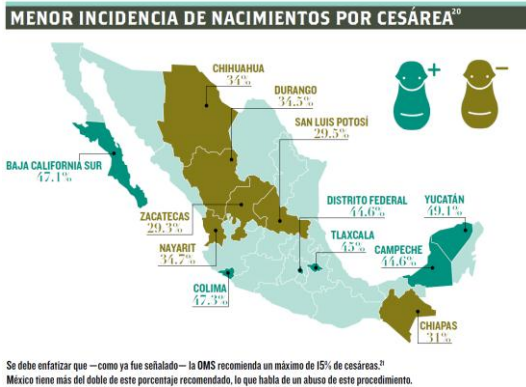 MENOR INCIDENCIA DE NACIMIENTOS POR CESÁREA²⁰
+
−
CHIHUAHUA
34%
DURANGO
34.5%
SAN LUIS POTOSÍ
29.5%
BAJA CALIFORNIA SUR
47.1%
DISTRITO FEDERAL
44.6%
YUCATÁN
49.1%
ZACATECAS
29.3%
TLAXCALA
45%
CAMPECHE
44.6%
NAYARIT
34.7%
COLIMA
47.3%
CHIAPAS
31%
Se debe enfatizar que —como ya fue señalado— la OMS recomienda un máximo de 15% de cesáreas.²¹
México tiene más del doble de este porcentaje recomendado, lo que habla de un abuso de este procedimiento.